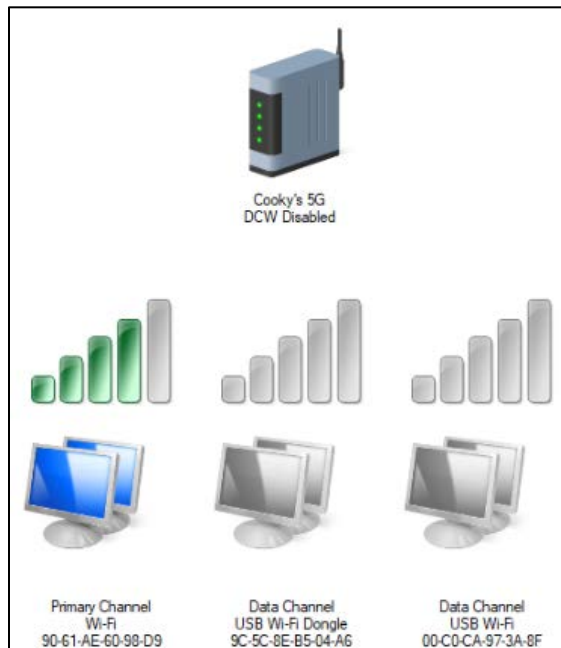 Cooky's 5G
DCW Disabled
Primary Channel
Wi-Fi
90-61-AE-60-98-D9
Data Channel
USB Wi-Fi Dongle
9C-5C-8E-B5-04-A6
Data Channel
USB Wi-Fi
00-C0-CA-97-3A-8F